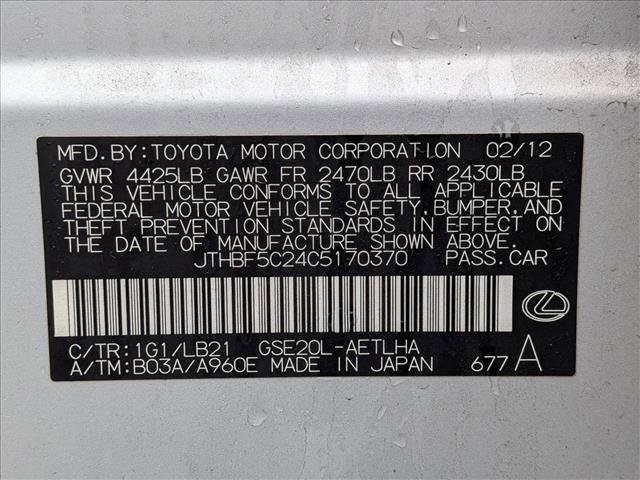 MFD.BY:TOYOTA MOTOR CORPORATION 02/12
GVWR 4425LB GAWR FR 2470LB RR 2430LB
THIS VEHICLE CONFORMS TO ALL APPLICABLE
FEDERAL MOTOR VEHICLE SAFETY,BUMPER,AND
THEFT PREVENTION STANDARDS IN EFFECT ON
THE DATE OF MANUFACTURE SHOWN ABOVE.
JTHBF5C24C5170370 PASS.CAR
C/TR:1G1/LB21 GSE20L-AETLHA
A/TM:B03A/A960E MADE IN JAPAN 677 A